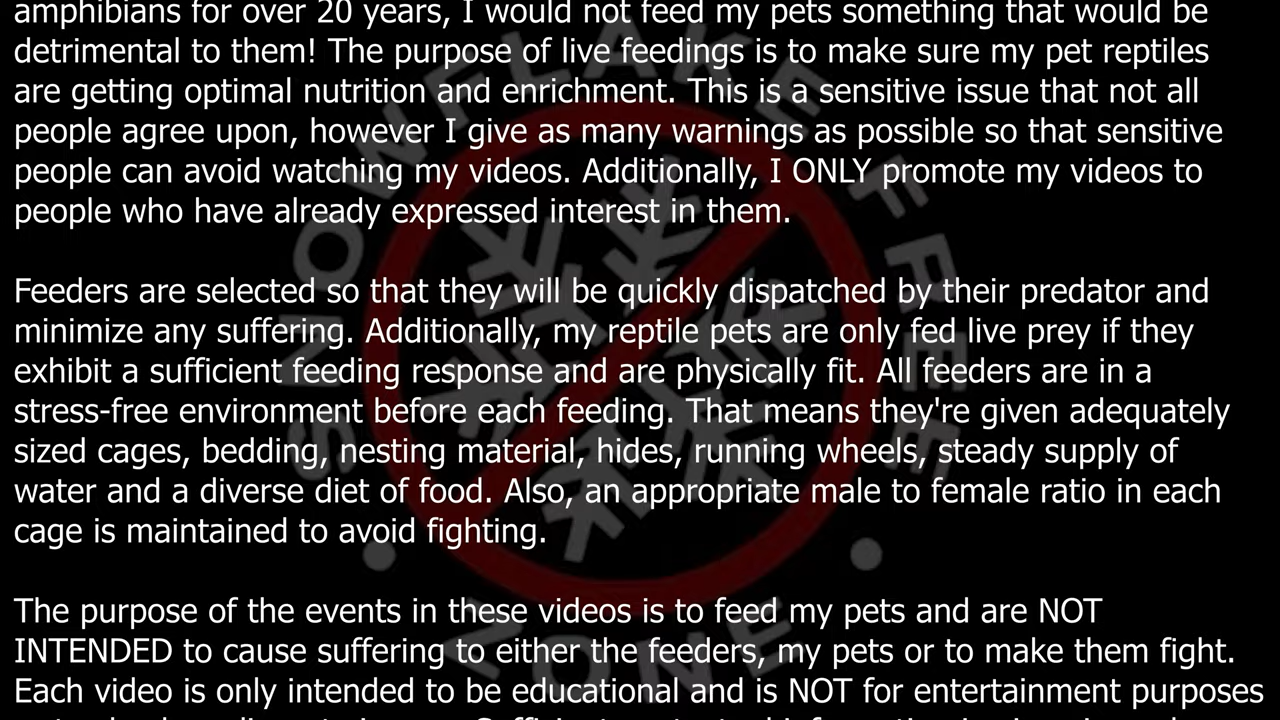 amphibians for over 20 years, I would not feed my pets something that would be
detrimental to them! The purpose of live feedings is to make sure my pet reptiles
are getting optimal nutrition and enrichment. This is a sensitive issue that not all
people agree upon, however I give as many warnings as possible so that sensitive
people can avoid watching my videos. Additionally, I ONLY promote my videos to
people who have already expressed interest in them.
Feeders are selected so that they will be quickly dispatched by their predator and
minimize any suffering. Additionally, my reptile pets are only fed live prey if they
exhibit a sufficient feeding response and are physically fit. All feeders are in a
stress-free environment before each feeding. That means they're given adequately
sized cages, bedding, nesting material, hides, running wheels, steady supply of
water and a diverse diet of food. Also, an appropriate male to female ratio in each
cage is maintained to avoid fighting.
The purpose of the events in these videos is to feed my pets and are NOT
INTENDED to cause suffering to either the feeders, my pets or to make them fight.
Each video is only intended to be educational and is NOT for entertainment purposes
SNOWFLAKE FREE
ZONE